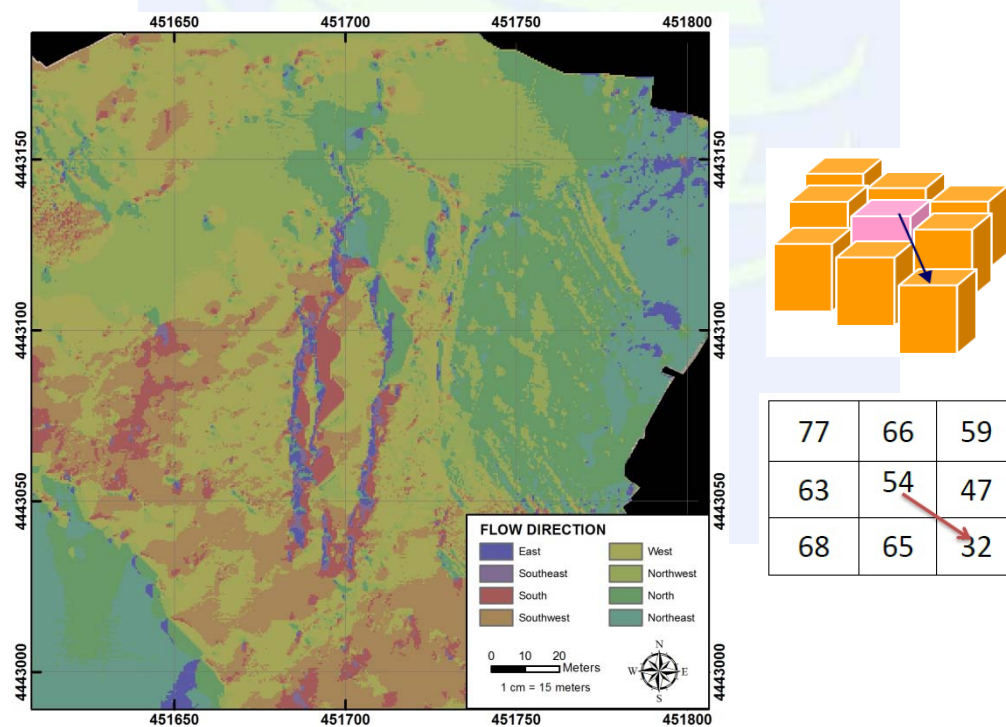 451650 451700 451750 451800
4443150 4443150
4443100 4443100
4443050 4443050
4443000 4443000
FLOW DIRECTION
East West
Southeast Northwest
South North
Southwest Northeast
0 10 20 Meters
1 cm = 15 meters
N
W E
S
451650 451700 451750 451800
77 66 59
63 54 47
68 65 32